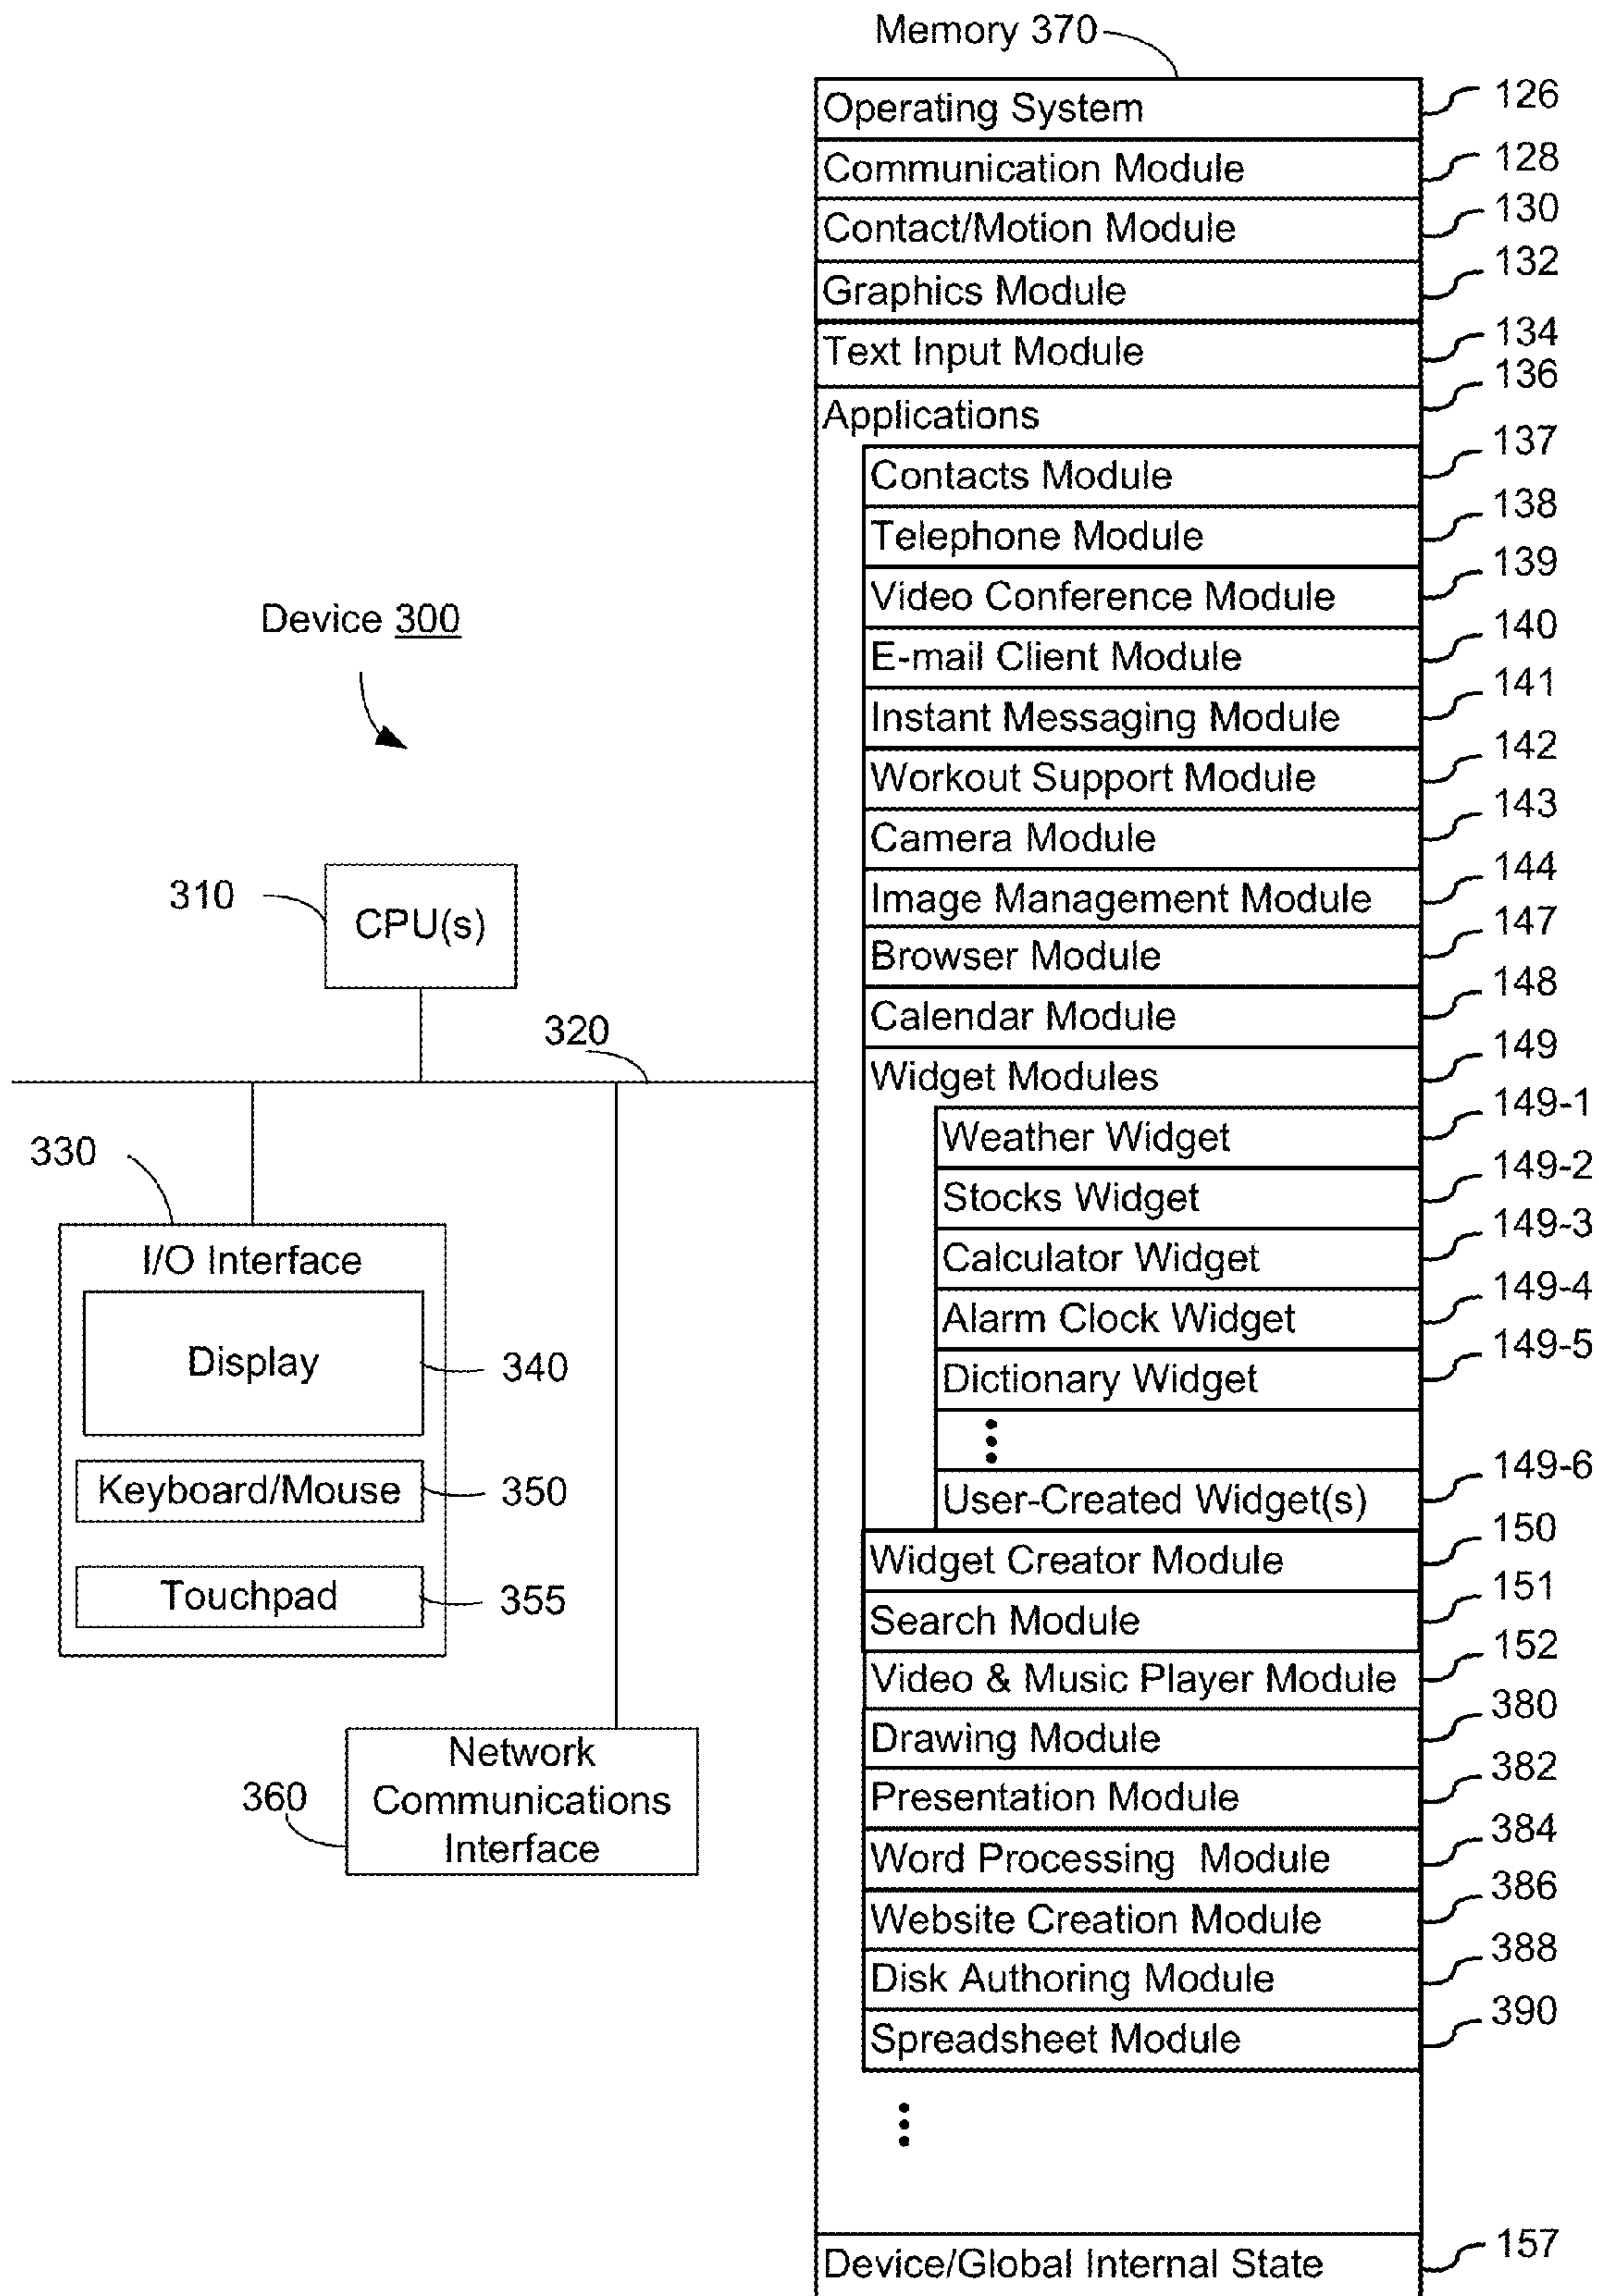 Memory 370
Operating System 126
Communication Module 128
Contact/Motion Module 130
Graphics Module 132
Text Input Module 134
Applications 136
Contacts Module 137
Telephone Module 138
Video Conference Module 139
E-mail Client Module 140
Instant Messaging Module 141
Workout Support Module 142
Camera Module 143
Image Management Module 144
Browser Module 147
Calendar Module 148
Widget Modules 149
Weather Widget 149-1
Stocks Widget 149-2
Calculator Widget 149-3
Alarm Clock Widget 149-4
Dictionary Widget 149-5
User-Created Widget(s) 149-6
Widget Creator Module 150
Search Module 151
Video & Music Player Module 152
Drawing Module 380
Presentation Module 382
Word Processing Module 384
Website Creation Module 386
Disk Authoring Module 388
Spreadsheet Module 390
Device/Global Internal State 157
Device 300
310
CPU(s)
320
330
I/O Interface
Display 340
Keyboard/Mouse 350
Touchpad 355
360
Network
Communications
Interface